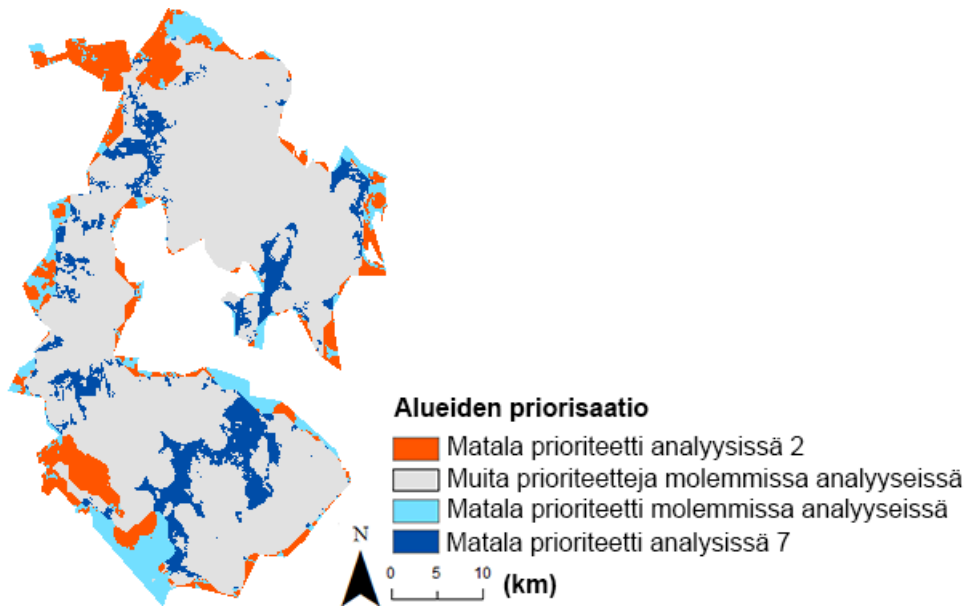 Alueiden priorisaatio
Matala prioriteetti analyysissä 2
Muita prioriteetteja molemmissa analyyseissä
Matala prioriteetti molemmissa analyyseissä
Matala prioriteetti analysissä 7
N
0 5 10 (km)